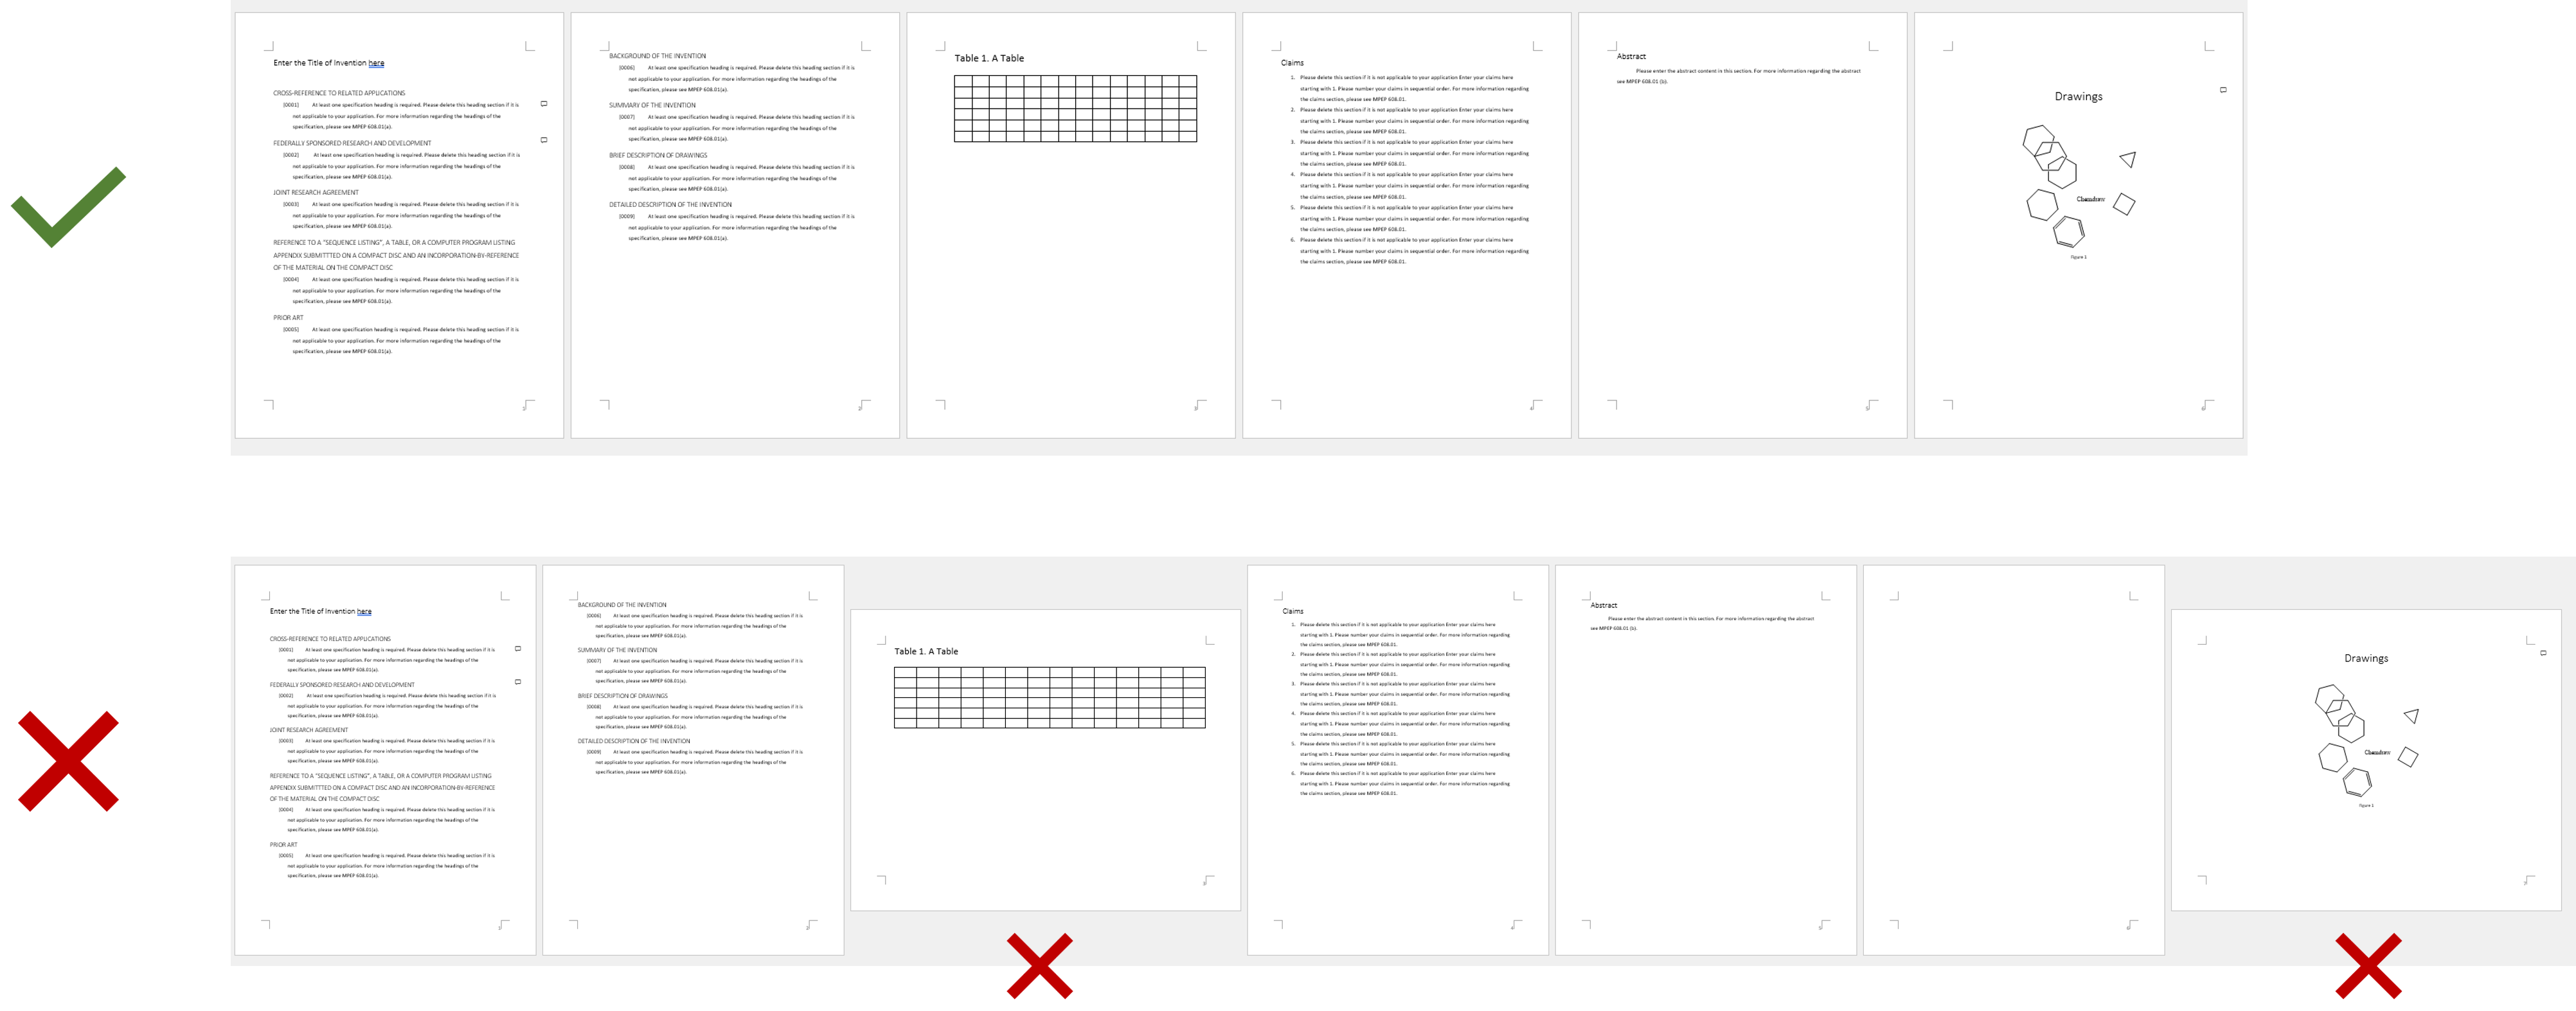 Enter the Title of Invention here
CROSS-REFERENCE TO RELATED APPLICATIONS
[0001] At least one specification heading is required. Please delete this heading section if it is
not applicable to your application. For more information regarding the headings of the
specification, please see MPEP 608.01(a).
FEDERALLY SPONSORED RESEARCH AND DEVELOPMENT
[0002] At least one specification heading is required. Please delete this heading section if it is
not applicable to your application. For more information regarding the headings of the
specification, please see MPEP 608.01(a).
JOINT RESEARCH AGREEMENT
[0003] At least one specification heading is required. Please delete this heading section if it is
not applicable to your application. For more information regarding the headings of the
specification, please see MPEP 608.01(a).
REFERENCE TO A "SEQUENCE LISTING", A TABLE, OR A COMPUTER PROGRAM LISTING
APPENDIX SUBMITTTED ON A COMPACT DISC AND AN INCORPORATION-BY-REFERENCE
OF THE MATERIAL ON THE COMPACT DISC
[0004] At least one specification heading is required. Please delete this heading section if it is
not applicable to your application. For more information regarding the headings of the
specification, please see MPEP 608.01(a).
PRIOR ART
[0005] At least one specification heading is required. Please delete this heading section if it is
not applicable to your application. For more information regarding the headings of the
specification, please see MPEP 608.01(a).
1
BACKGROUND OF THE INVENTION
[0006] At least one specification heading is required. Please delete this heading section if it is
not applicable to your application. For more information regarding the headings of the
specification, please see MPEP 608.01(a).
SUMMARY OF THE INVENTION
[0007] At least one specification heading is required. Please delete this heading section if it is
not applicable to your application. For more information regarding the headings of the
specification, please see MPEP 608.01(a).
BRIEF DESCRIPTION OF DRAWINGS
[0008] At least one specification heading is required. Please delete this heading section if it is
not applicable to your application. For more information regarding the headings of the
specification, please see MPEP 608.01(a).
DETAILED DESCRIPTION OF THE INVENTION
[0009] At least one specification heading is required. Please delete this heading section if it is
not applicable to your application. For more information regarding the headings of the
specification, please see MPEP 608.01(a).
2
Table 1. A Table
3
Claims
1. Please delete this section if it is not applicable to your application Enter your claims here
starting with 1. Please number your claims in sequential order. For more information regarding
the claims section, please see MPEP 608.01.
2. Please delete this section if it is not applicable to your application Enter your claims here
starting with 1. Please number your claims in sequential order. For more information regarding
the claims section, please see MPEP 608.01.
3. Please delete this section if it is not applicable to your application Enter your claims here
starting with 1. Please number your claims in sequential order. For more information regarding
the claims section, please see MPEP 608.01.
4. Please delete this section if it is not applicable to your application Enter your claims here
starting with 1. Please number your claims in sequential order. For more information regarding
the claims section, please see MPEP 608.01.
5. Please delete this section if it is not applicable to your application Enter your claims here
starting with 1. Please number your claims in sequential order. For more information regarding
the claims section, please see MPEP 608.01.
6. Please delete this section if it is not applicable to your application Enter your claims here
starting with 1. Please number your claims in sequential order. For more information regarding
the claims section, please see MPEP 608.01.
4
Abstract
Please enter the abstract content in this section. For more information regarding the abstract
see MPEP 608.01 (b).
5
Drawings
Chemdraw
Figure 1
6
Enter the Title of Invention here
CROSS-REFERENCE TO RELATED APPLICATIONS
[0001] At least one specification heading is required. Please delete this heading section if it is
not applicable to your application. For more information regarding the headings of the
specification, please see MPEP 608.01(a).
FEDERALLY SPONSORED RESEARCH AND DEVELOPMENT
[0002] At least one specification heading is required. Please delete this heading section if it is
not applicable to your application. For more information regarding the headings of the
specification, please see MPEP 608.01(a).
JOINT RESEARCH AGREEMENT
[0003] At least one specification heading is required. Please delete this heading section if it is
not applicable to your application. For more information regarding the headings of the
specification, please see MPEP 608.01(a).
REFERENCE TO A "SEQUENCE LISTING", A TABLE, OR A COMPUTER PROGRAM LISTING
APPENDIX SUBMITTTED ON A COMPACT DISC AND AN INCORPORATION-BY-REFERENCE
OF THE MATERIAL ON THE COMPACT DISC
[0004] At least one specification heading is required. Please delete this heading section if it is
not applicable to your application. For more information regarding the headings of the
specification, please see MPEP 608.01(a).
PRIOR ART
[0005] At least one specification heading is required. Please delete this heading section if it is
not applicable to your application. For more information regarding the headings of the
specification, please see MPEP 608.01(a).
BACKGROUND OF THE INVENTION
[0006] At least one specification heading is required. Please delete this heading section if it is
not applicable to your application. For more information regarding the headings of the
specification, please see MPEP 608.01(a).
SUMMARY OF THE INVENTION
[0007] At least one specification heading is required. Please delete this heading section if it is
not applicable to your application. For more information regarding the headings of the
specification, please see MPEP 608.01(a).
BRIEF DESCRIPTION OF DRAWINGS
[0008] At least one specification heading is required. Please delete this heading section if it is
not applicable to your application. For more information regarding the headings of the
specification, please see MPEP 608.01(a).
DETAILED DESCRIPTION OF THE INVENTION
[0009] At least one specification heading is required. Please delete this heading section if it is
not applicable to your application. For more information regarding the headings of the
specification, please see MPEP 608.01(a).
Table 1. A Table
Claims
1. Please delete this section if it is not applicable to your application Enter your claims here
starting with 1. Please number your claims in sequential order. For more information regarding
the claims section, please see MPEP 608.01.
2. Please delete this section if it is not applicable to your application Enter your claims here
starting with 1. Please number your claims in sequential order. For more information regarding
the claims section, please see MPEP 608.01.
3. Please delete this section if it is not applicable to your application Enter your claims here
starting with 1. Please number your claims in sequential order. For more information regarding
the claims section, please see MPEP 608.01.
4. Please delete this section if it is not applicable to your application Enter your claims here
starting with 1. Please number your claims in sequential order. For more information regarding
the claims section, please see MPEP 608.01.
5. Please delete this section if it is not applicable to your application Enter your claims here
starting with 1. Please number your claims in sequential order. For more information regarding
the claims section, please see MPEP 608.01.
6. Please delete this section if it is not applicable to your application Enter your claims here
starting with 1. Please number your claims in sequential order. For more information regarding
the claims section, please see MPEP 608.01.
Abstract
Please enter the abstract content in this section. For more information regarding the abstract
see MPEP 608.01 (b).
Drawings
Chemdraw
Figure 1